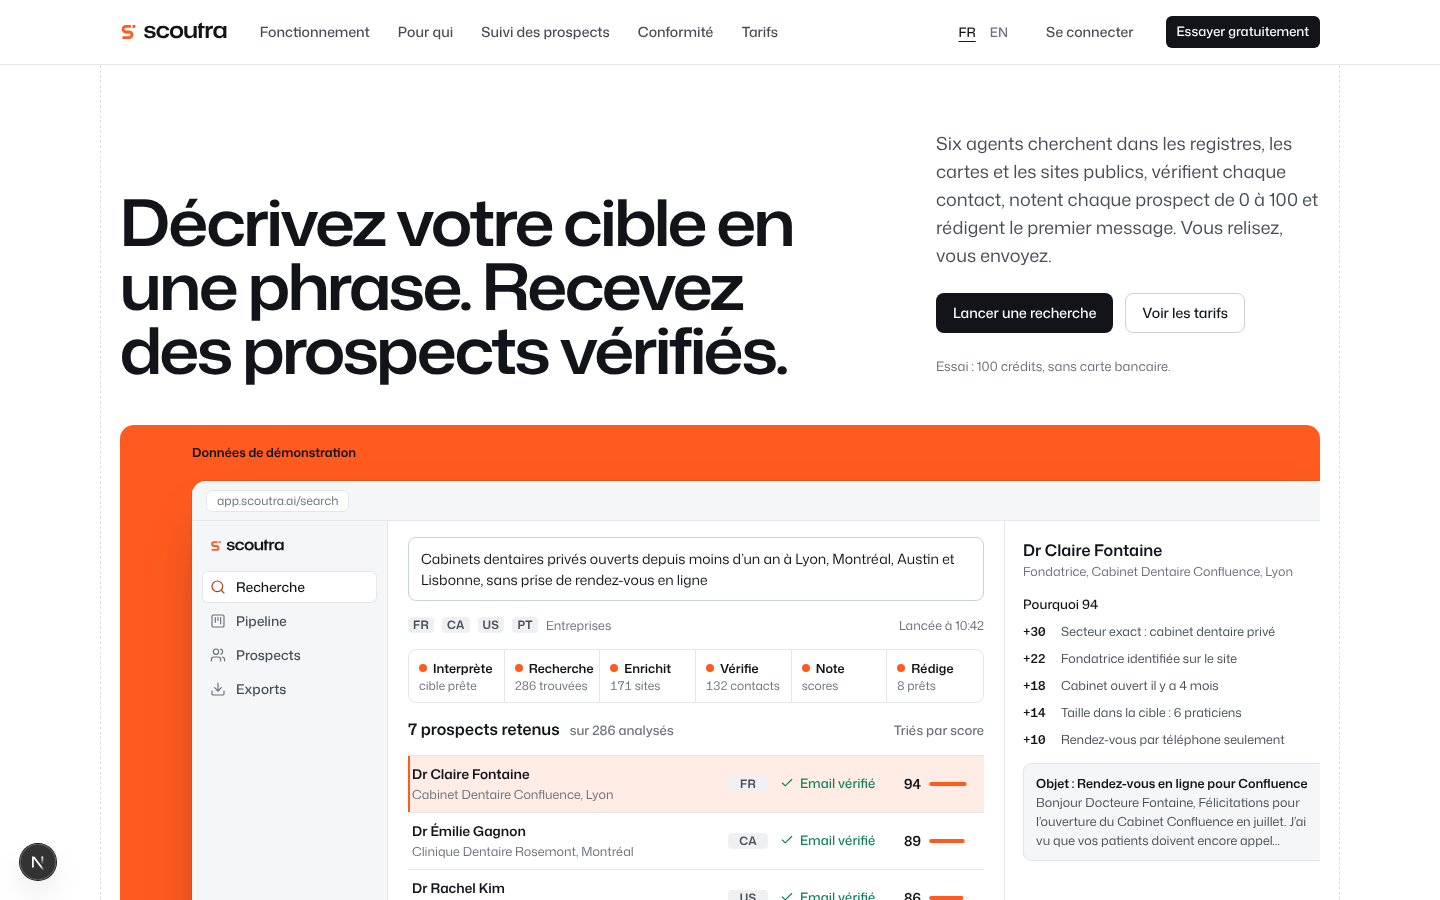 scoutra
Fonctionnement
Pour qui
Suivi des prospects
Conformité
Tarifs
FR
EN
Se connecter
Essayer gratuitement
Décrivez votre cible en
une phrase. Recevez
des prospects vérifiés.
Six agents cherchent dans les registres, les
cartes et les sites publics, vérifient chaque
contact, notent chaque prospect de 0 à 100 et
rédigent le premier message. Vous relisez,
vous envoyez.
Lancer une recherche
Voir les tarifs
Essai : 100 crédits, sans carte bancaire.
Données de démonstration
app.scoutra.ai/search
scoutra
Recherche
Pipeline
Prospects
Exports
Cabinets dentaires privés ouverts depuis moins d’un an à Lyon, Montréal, Austin et
Lisbonne, sans prise de rendez-vous en ligne
FR CA US PT Entreprises
Lancée à 10:42
Interprète
cible prête
Recherche
286 trouvées
Enrichit
171 sites
Vérifie
132 contacts
Note
scores
Rédige
8 prêts
7 prospects retenus sur 286 analysés
Triés par score
Dr Claire Fontaine
Cabinet Dentaire Confluence, Lyon
FR
Email vérifié
94
Dr Émilie Gagnon
Clinique Dentaire Rosemont, Montréal
CA
Email vérifié
89
Dr Rachel Kim
US
Email vérifié
86
Dr Claire Fontaine
Fondatrice, Cabinet Dentaire Confluence, Lyon
Pourquoi 94
+30 Secteur exact : cabinet dentaire privé
+22 Fondatrice identifiée sur le site
+18 Cabinet ouvert il y a 4 mois
+14 Taille dans la cible : 6 praticiens
+10 Rendez-vous par téléphone seulement
Objet : Rendez-vous en ligne pour Confluence
Bonjour Docteure Fontaine, Félicitations pour
l’ouverture du Cabinet Confluence en juillet. J’ai
vu que vos patients doivent encore appel…
N